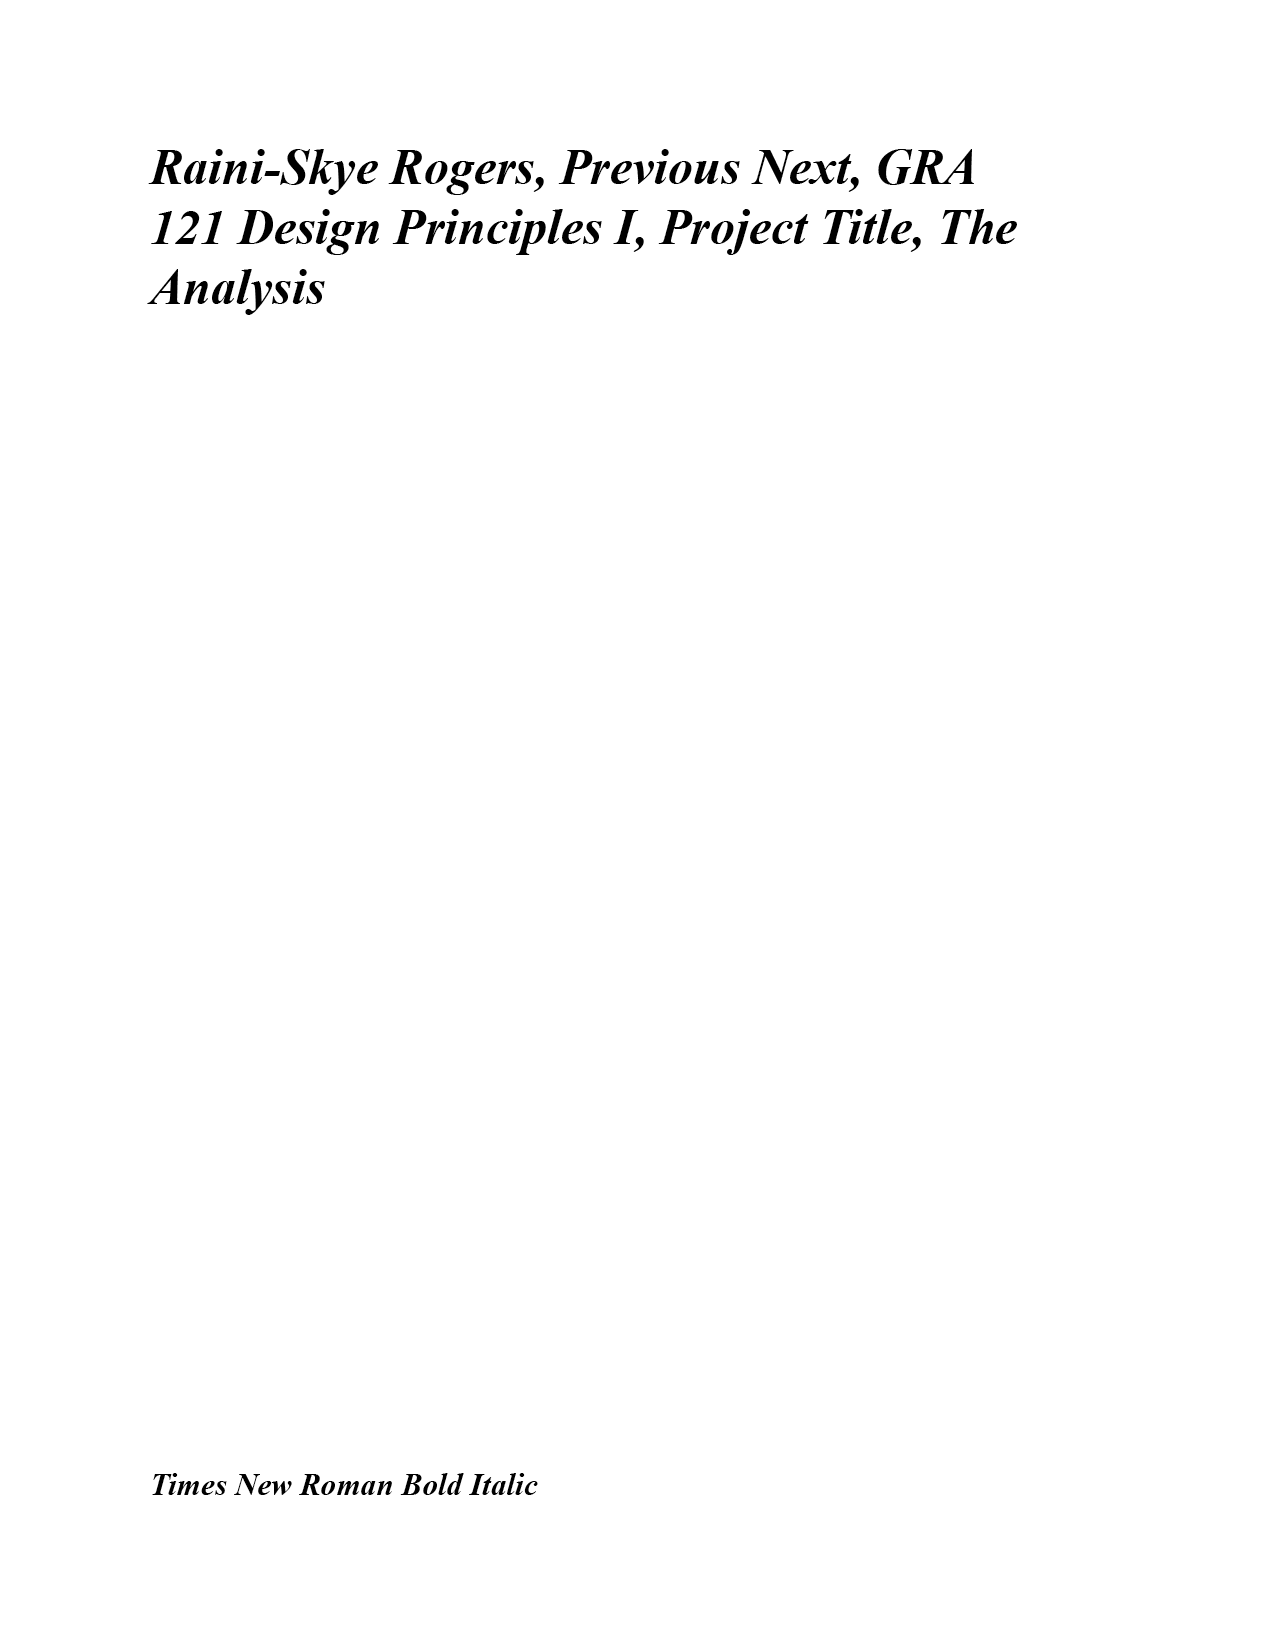 Raini-Skye Rogers, Previous Next, GRA
121 Design Principles I, Project Title, The
Analysis
Times New Roman Bold Italic